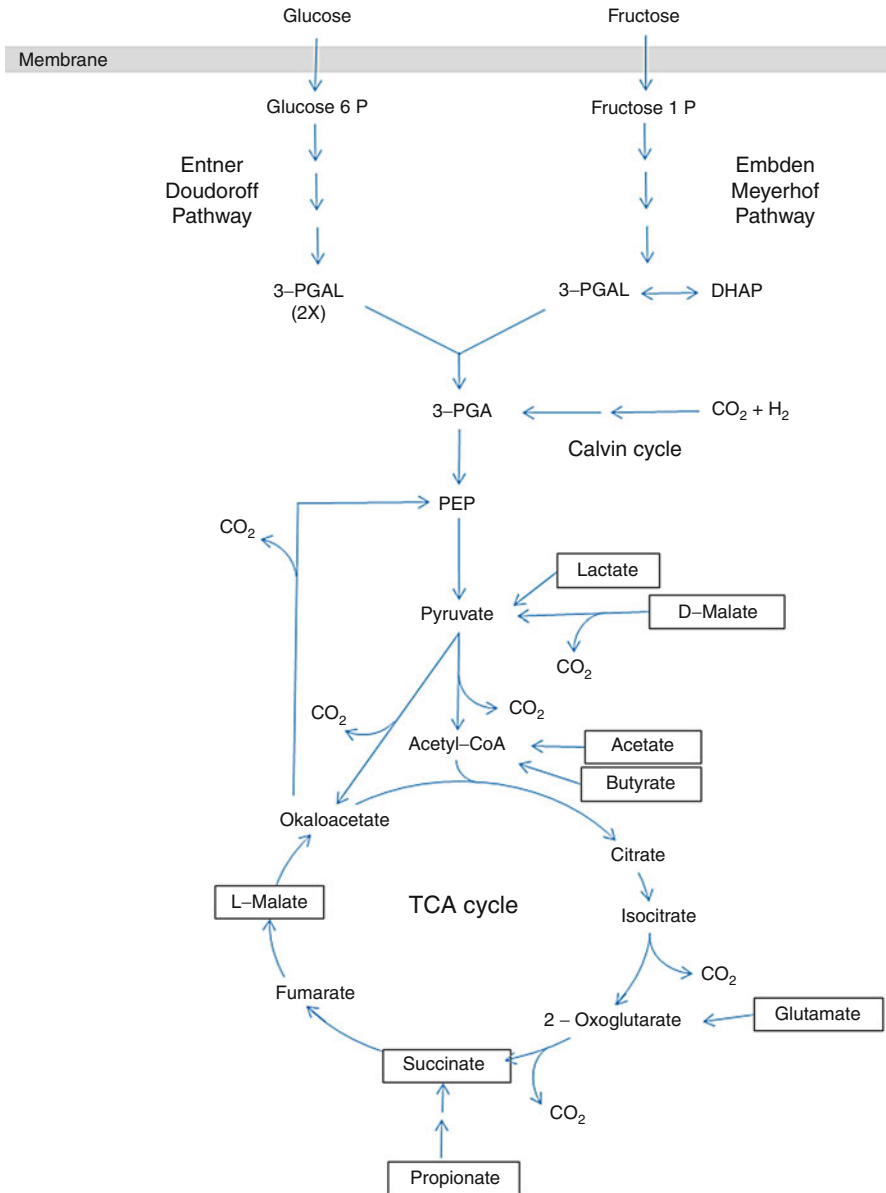 Glucose
Fructose
Membrane
Glucose 6 P
Fructose 1 P
Entner
Doudoroff
Pathway
Embden
Meyerhof
Pathway
3–PGAL
(2X)
3–PGAL
DHAP
3–PGA
CO₂ + H₂
Calvin cycle
PEP
CO₂
Lactate
Pyruvate
D–Malate
CO₂
CO₂
CO₂
Acetyl–CoA
Acetate
Butyrate
Okaloacetate
Citrate
L–Malate
TCA cycle
Isocitrate
CO₂
Fumarate
2 – Oxoglutarate
Glutamate
Succinate
CO₂
Propionate